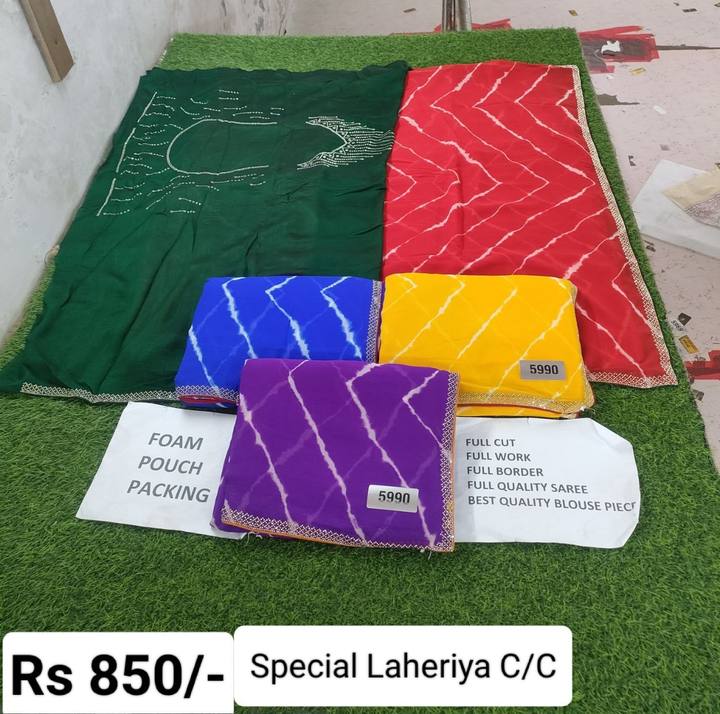 5990
5990
FOAM
POUCH
PACKING
FULL CUT
FULL WORK
FULL BORDER
FULL QUALITY SAREE
BEST QUALITY BLOUSE PIECE
Rs 850/-
Special Laheriya C/C